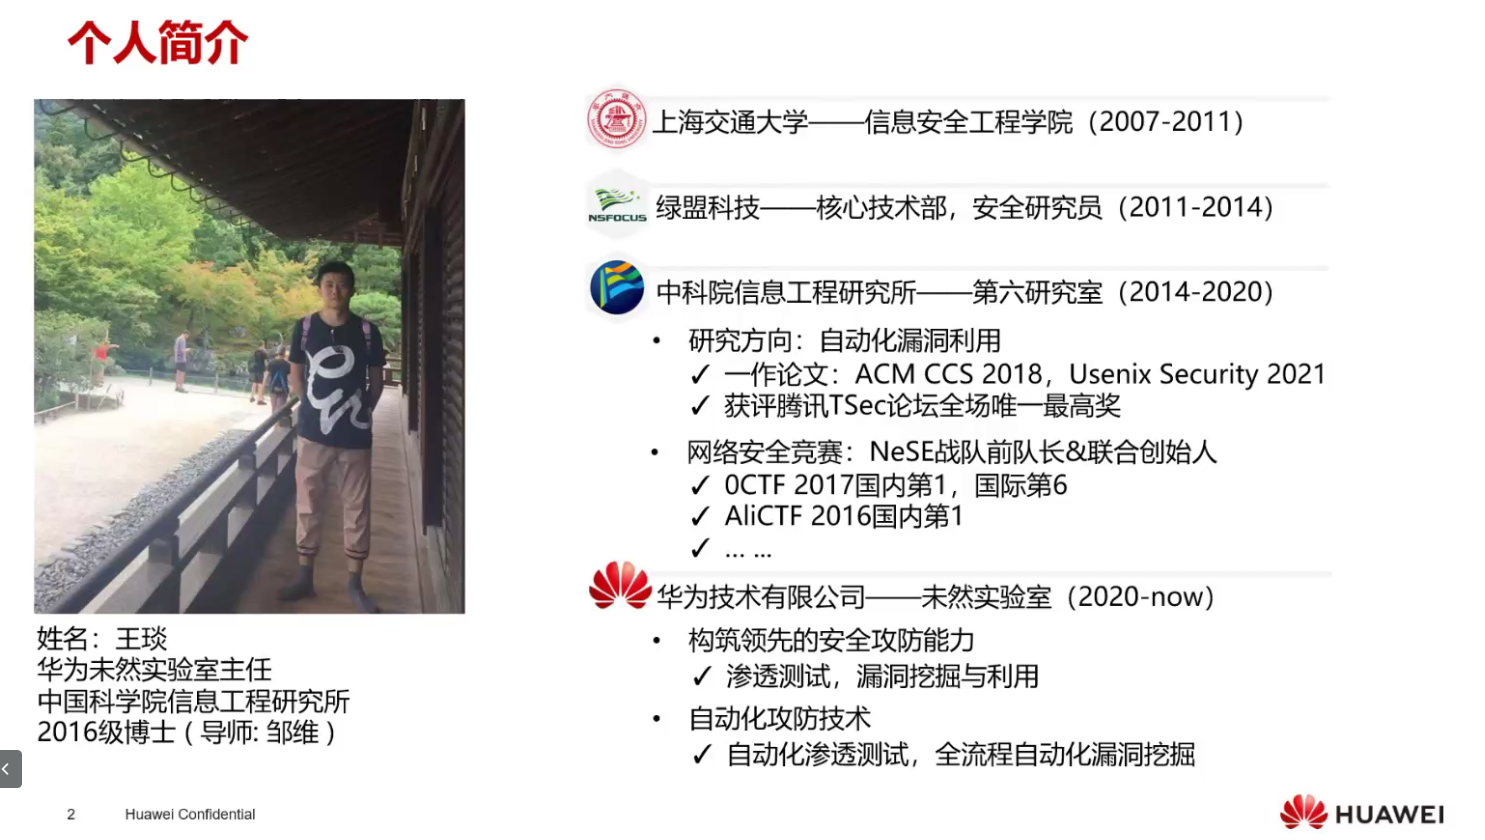 个人简介
上海交通大学——信息安全工程学院（2007-2011）
NSFOCUS
绿盟科技——核心技术部，安全研究员（2011-2014）
中科院信息工程研究所——第六研究室（2014-2020）
• 研究方向：自动化漏洞利用
✓ 一作论文：ACM CCS 2018，Usenix Security 2021
✓ 获评腾讯TSec论坛全场唯一最高奖
• 网络安全竞赛：NeSE战队前队长&联合创始人
✓ 0CTF 2017国内第1，国际第6
✓ AliCTF 2016国内第1
✓ ... ...
华为技术有限公司——未然实验室（2020-now）
• 构筑领先的安全攻防能力
✓ 渗透测试，漏洞挖掘与利用
• 自动化攻防技术
✓ 自动化渗透测试，全流程自动化漏洞挖掘
姓名：王琰
华为未然实验室主任
中国科学院信息工程研究所
2016级博士 ( 导师: 邹维 )
2 Huawei Confidential
HUAWEI